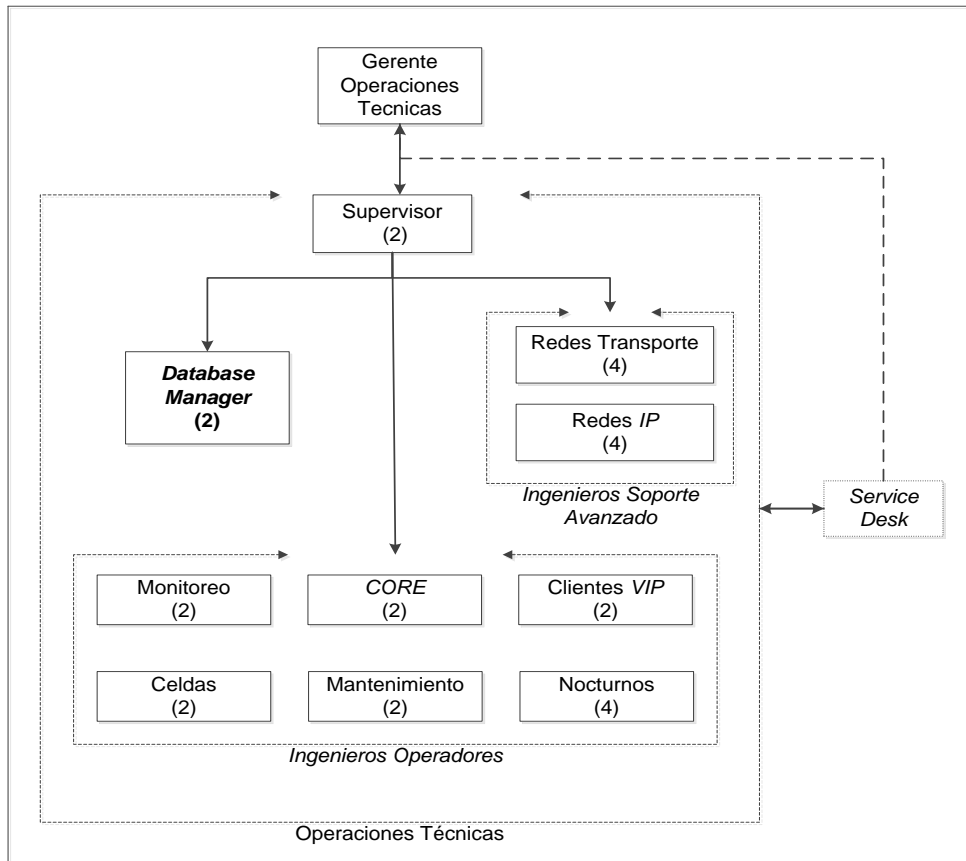 Gerente
Operaciones
Tecnicas
Supervisor
(2)
Database
Manager
(2)
Redes Transporte
(4)
Redes IP
(4)
Ingenieros Soporte
Avanzado
Service
Desk
Monitoreo
(2)
CORE
(2)
Clientes VIP
(2)
Celdas
(2)
Mantenimiento
(2)
Nocturnos
(4)
Ingenieros Operadores
Operaciones Técnicas